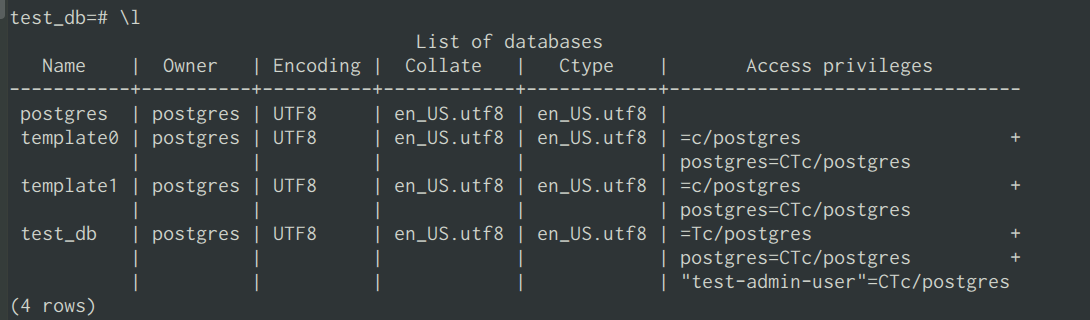 test_db=# \l
                                  List of databases
   Name    |  Owner   | Encoding |  Collate   |   Ctype    |       Access privileges
-----------+----------+----------+------------+------------+--------------------------------
 postgres  | postgres | UTF8     | en_US.utf8 | en_US.utf8 |
 template0 | postgres | UTF8     | en_US.utf8 | en_US.utf8 | =c/postgres                   +
           |          |          |            |            | postgres=CTc/postgres
 template1 | postgres | UTF8     | en_US.utf8 | en_US.utf8 | =c/postgres                   +
           |          |          |            |            | postgres=CTc/postgres
 test_db   | postgres | UTF8     | en_US.utf8 | en_US.utf8 | =Tc/postgres                  +
           |          |          |            |            | postgres=CTc/postgres         +
           |          |          |            |            | "test-admin-user"=CTc/postgres
(4 rows)